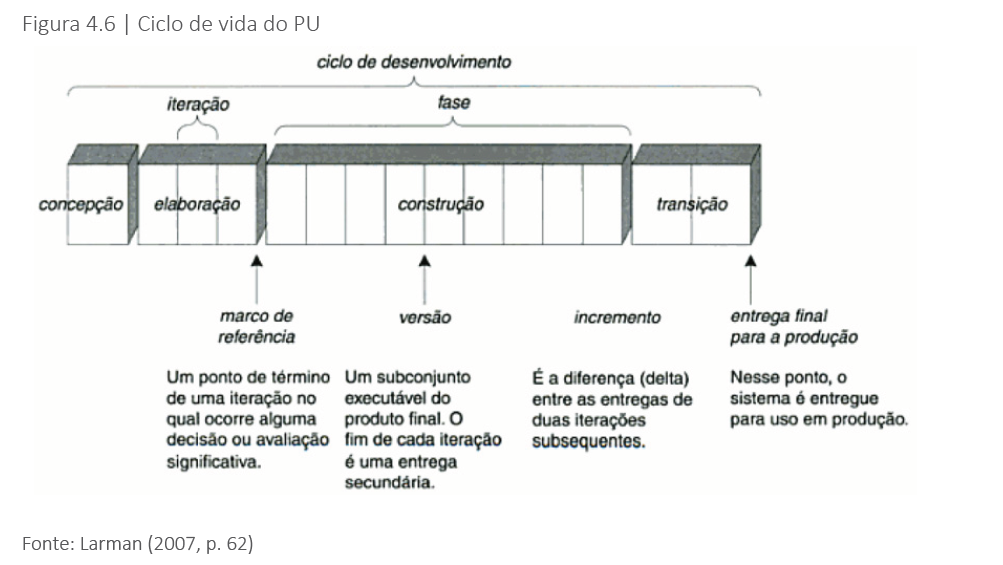 Figura 4.6 | Ciclo de vida do PU
ciclo de desenvolvimento
iteração
fase
concepção
elaboração
construção
transição
marco de
referência
Um ponto de término
de uma iteração no
qual ocorre alguma
decisão ou avaliação
significativa.
versão
Um subconjunto
executável do
produto final. O
fim de cada iteração
é uma entrega
secundária.
incremento
É a diferença (delta)
entre as entregas de
duas iterações
subsequentes.
entrega final
para a produção
Nesse ponto, o
sistema é entregue
para uso em produção.
Fonte: Larman (2007, p. 62)